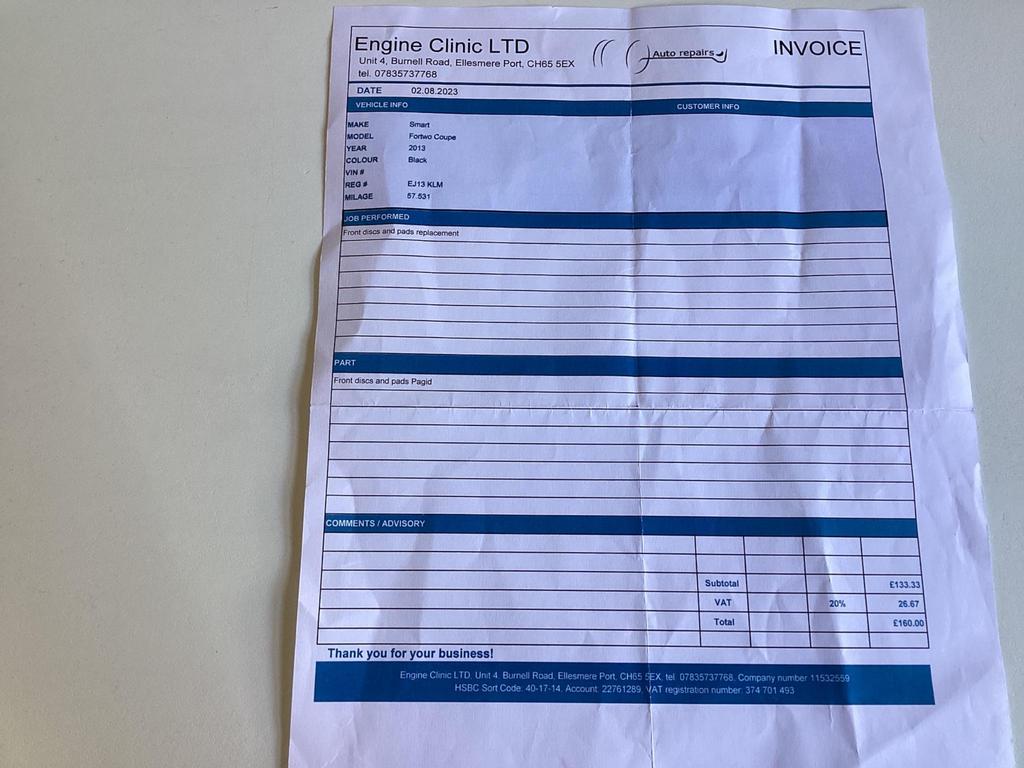 Engine Clinic LTD
Auto repairs
INVOICE
Unit 4, Burnell Road, Ellesmere Port, CH65 5EX
tel. 07835737768
DATE 02.08.2023
VEHICLE INFO CUSTOMER INFO
MAKE Smart
MODEL Fortwo Coupe
YEAR 2013
COLOUR Black
VIN #
REG # EJ13 KLM
MILAGE 57.531
JOB PERFORMED
Front discs and pads replacement
PART
Front discs and pads Pagid
COMMENTS / ADVISORY
Subtotal £133.33
VAT 20% 26.67
Total £160.00
Thank you for your business!
Engine Clinic LTD, Unit 4, Burnell Road, Ellesmere Port, CH65 5EX, tel. 07835737768, Company number 11532559
HSBC Sort Code: 40-17-14, Account: 22761289, VAT registration number: 374 701 493